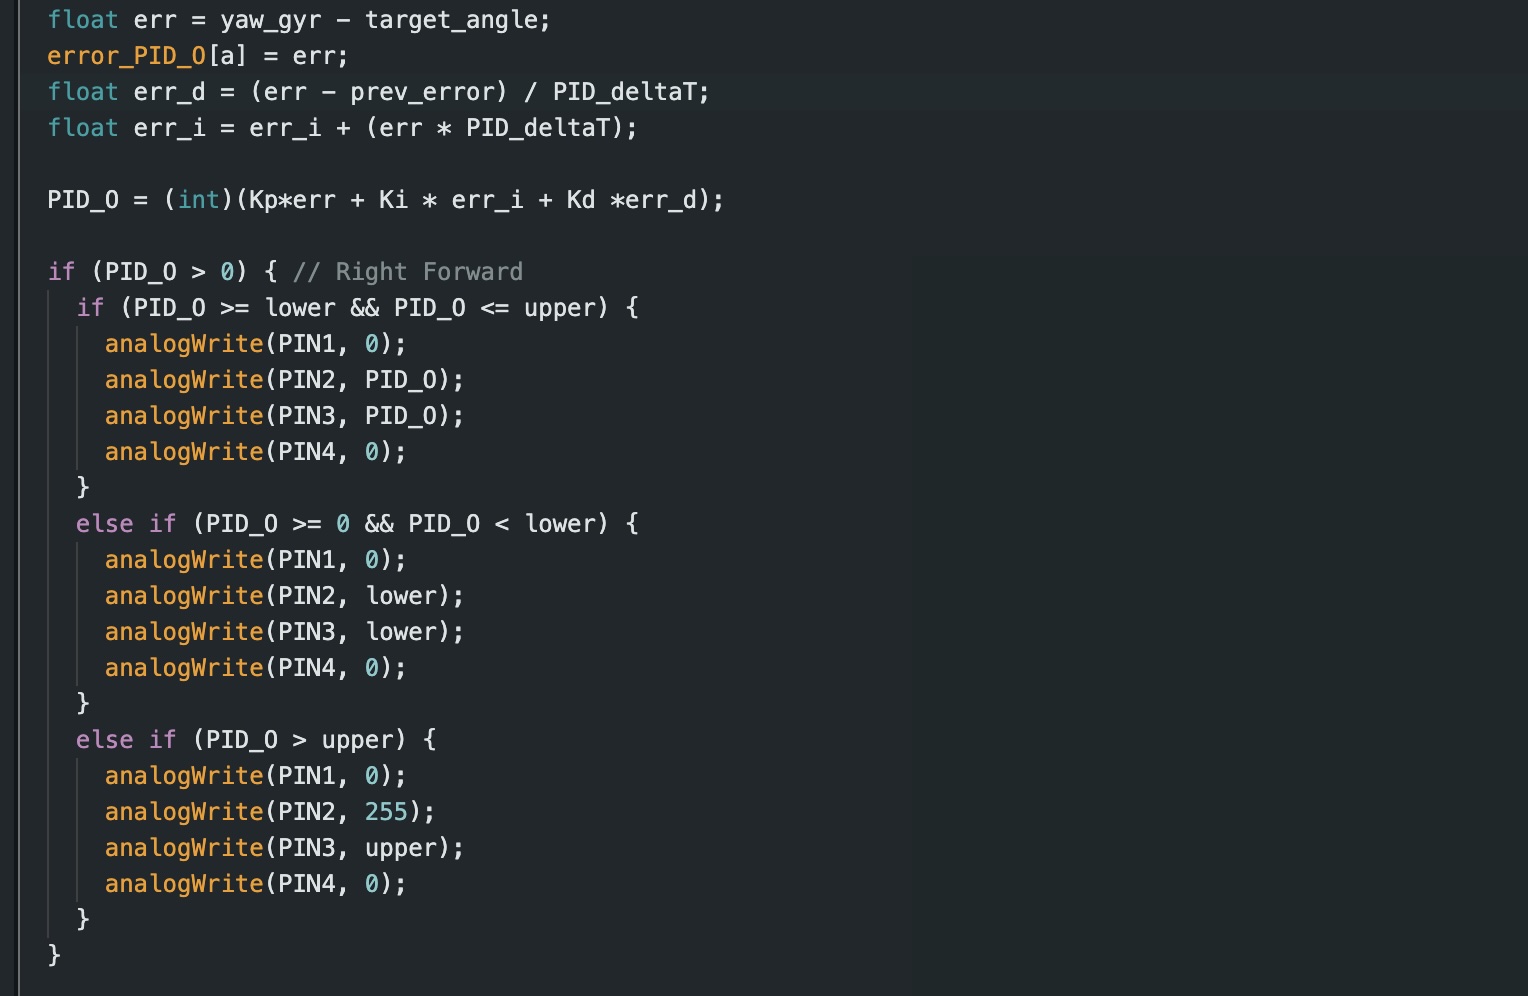 float err = yaw_gyr - target_angle;
error_PID_O[a] = err;
float err_d = (err - prev_error) / PID_deltaT;
float err_i = err_i + (err * PID_deltaT);
PID_O = (int)(Kp*err + Ki * err_i + Kd *err_d);
if (PID_O > 0) { // Right Forward
if (PID_O >= lower && PID_O <= upper) {
analogWrite(PIN1, 0);
analogWrite(PIN2, PID_O);
analogWrite(PIN3, PID_O);
analogWrite(PIN4, 0);
}
else if (PID_O >= 0 && PID_O < lower) {
analogWrite(PIN1, 0);
analogWrite(PIN2, lower);
analogWrite(PIN3, lower);
analogWrite(PIN4, 0);
}
else if (PID_O > upper) {
analogWrite(PIN1, 0);
analogWrite(PIN2, 255);
analogWrite(PIN3, upper);
analogWrite(PIN4, 0);
}
}